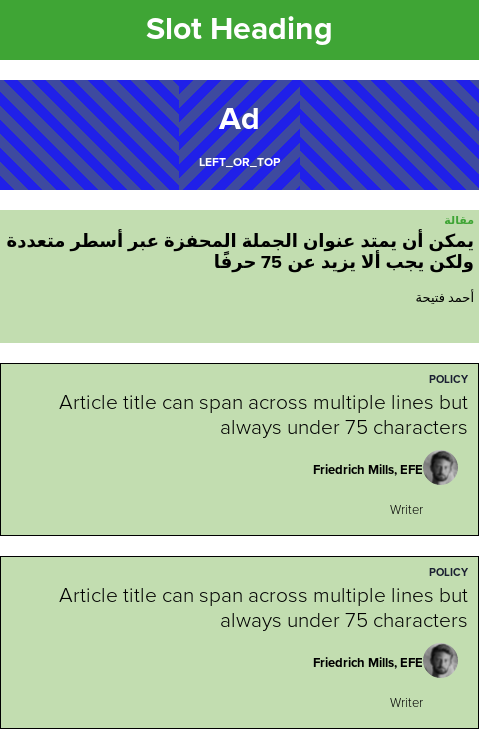 Slot Heading
Ad
LEFT_OR_TOP
مقالة
يمكن أن يمتد عنوان الجملة المحفزة عبر أسطر متعددة
ولكن يجب ألا يزيد عن 75 حرفًا
أحمد فتيحة
POLICY
Article title can span across multiple lines but
always under 75 characters
Friedrich Mills, EFE
Writer
POLICY
Article title can span across multiple lines but
always under 75 characters
Friedrich Mills, EFE
Writer